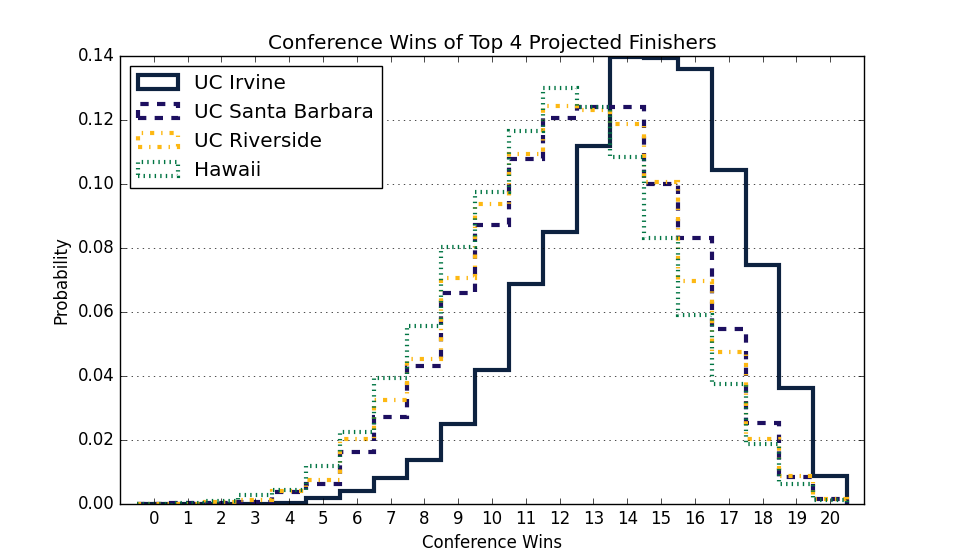 Conference Wins of Top 4 Projected Finishers
UC Irvine
UC Santa Barbara
UC Riverside
Hawaii
Probability
0.14
0.12
0.10
0.08
0.06
0.04
0.02
0.00
0 1 2 3 4 5 6 7 8 9 10 11 12 13 14 15 16 17 18 19 20
Conference Wins